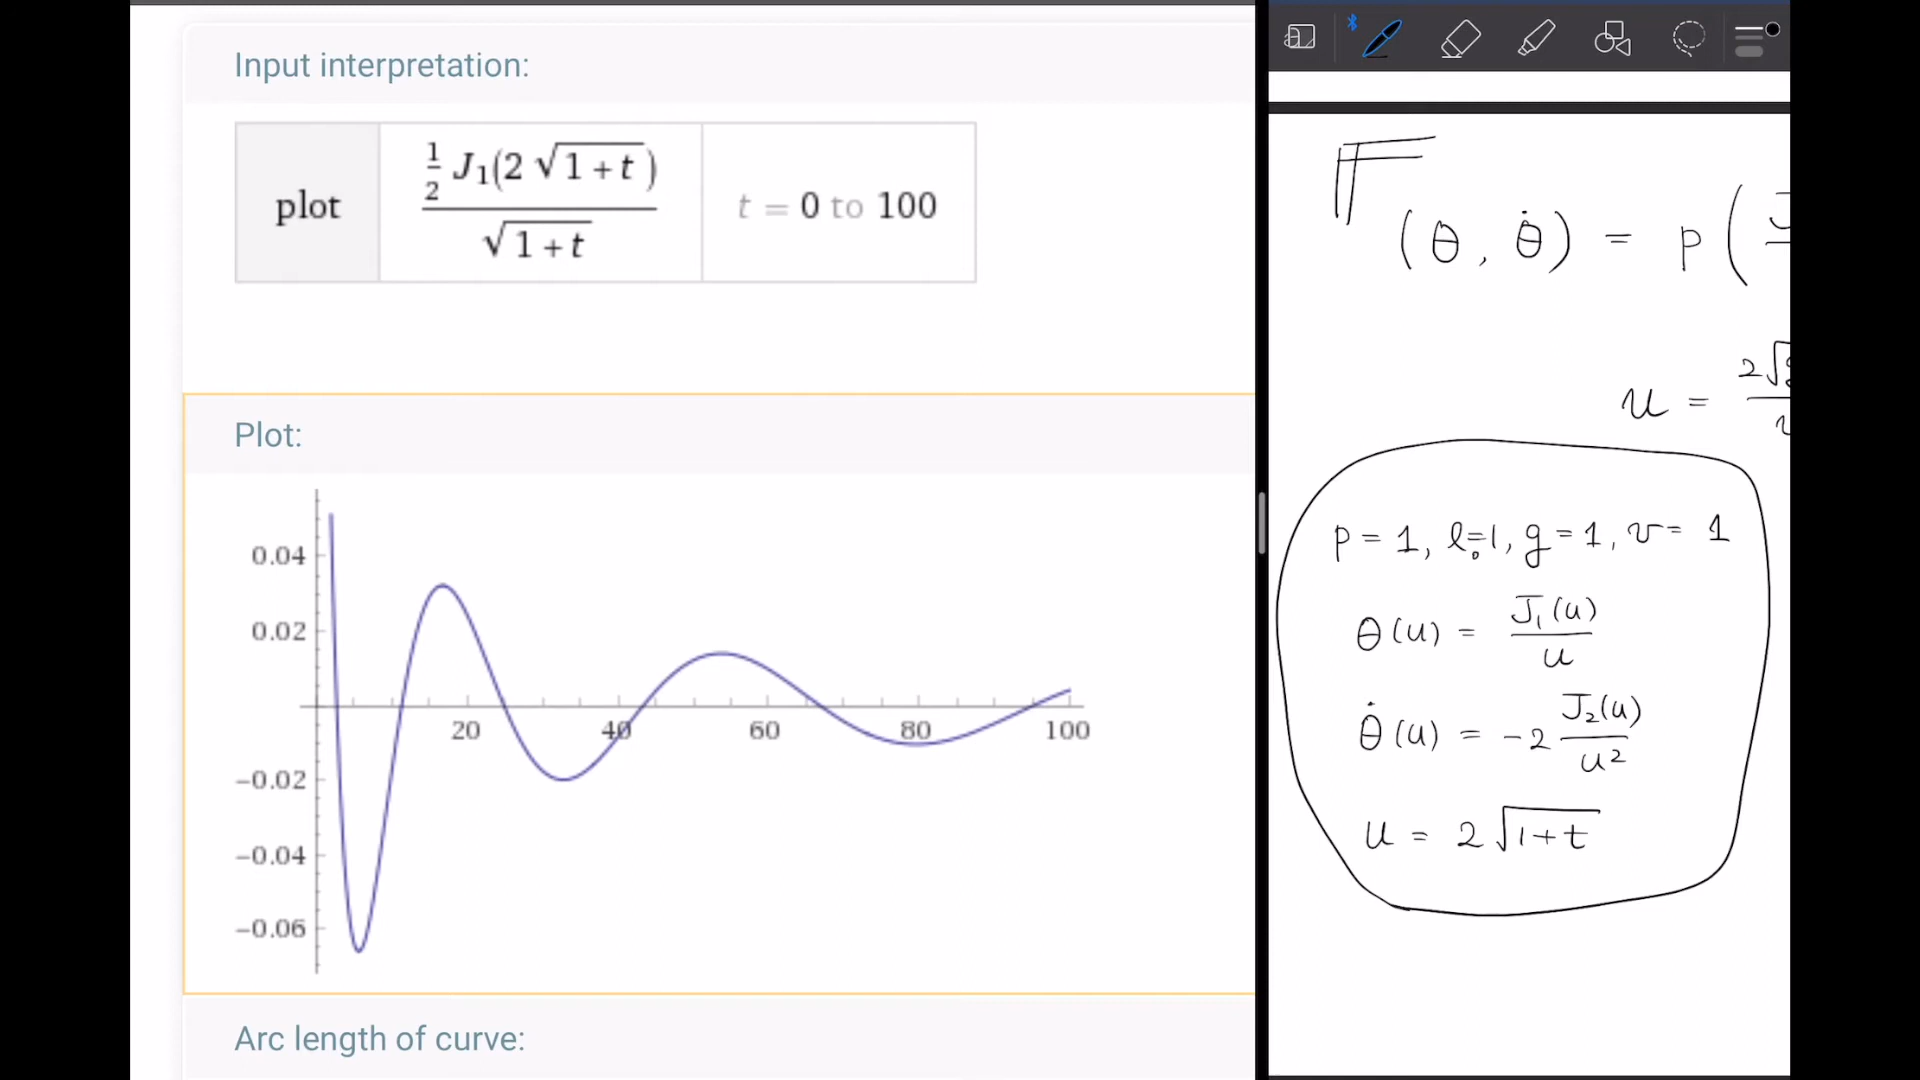 Input interpretation:
plot
½ J₁(2 √(1+t)) / √(1+t)
t = 0 to 100
Plot:
0.04
0.02
−0.02
−0.04
−0.06
20
40
60
80
100
Arc length of curve:
(θ, θ̇) = p (
u = 2√
p = 1, l₀=1, g = 1, v = 1
θ(u) = J₁(u) / u
θ̇(u) = −2 J₂(u) / u²
u = 2 √(1+t)